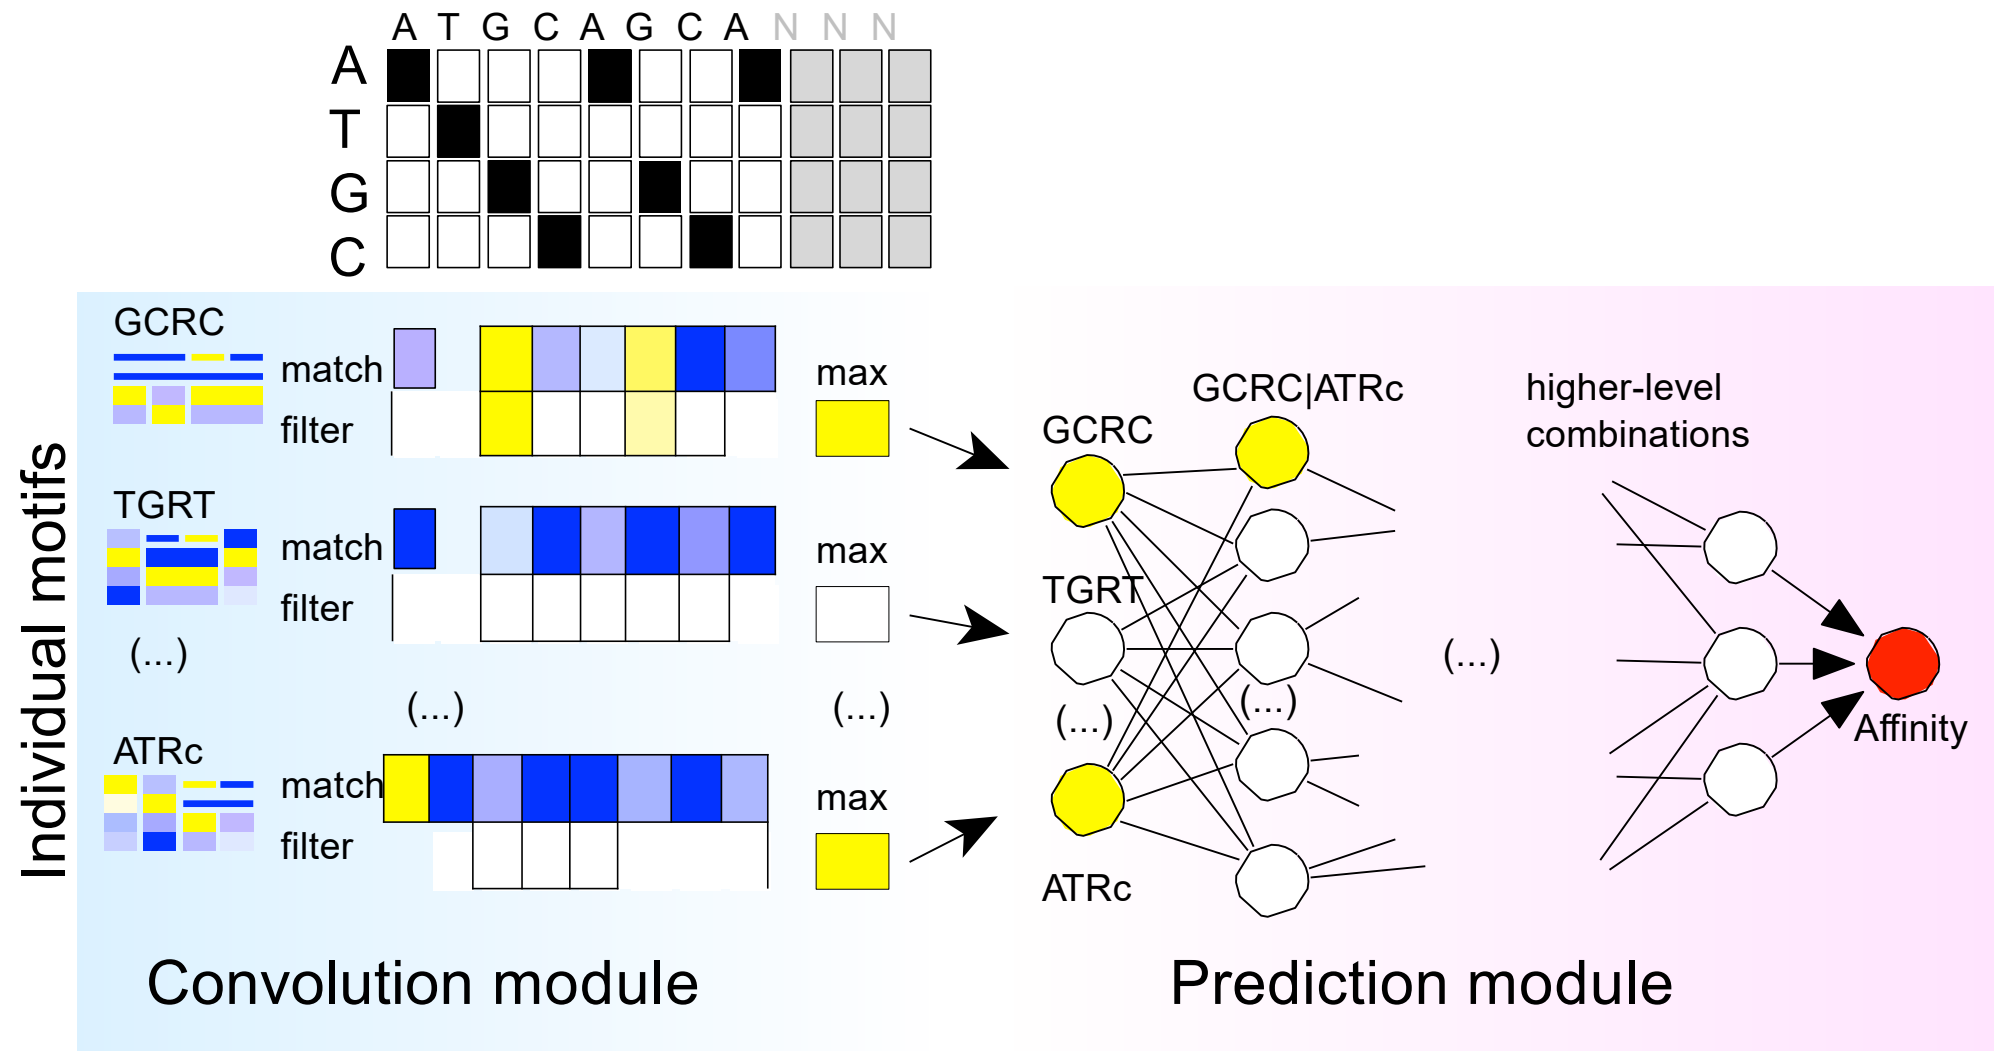 A T G C A G C A N N N
A
T
G
C
Individual motifs
GCRC
match
filter
max
TGRT
match
filter
max
(...)
(...)
(...)
ATRc
match
filter
max
Convolution module
GCRC
GCRC|ATRc
higher-level
combinations
TGRT
(...)
(...)
(...)
ATRc
Affinity
Prediction module